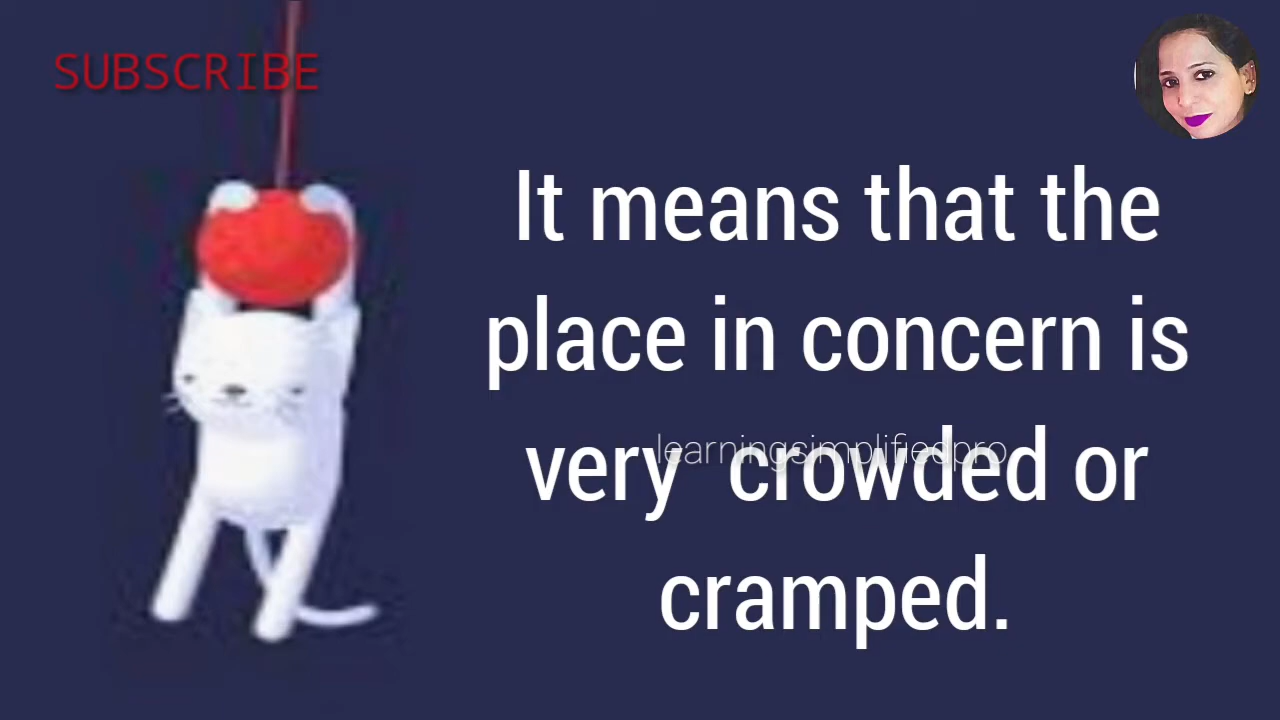 SUBSCRIBE
It means that the
place in concern is
very crowded or
learningsimplifiedpro
cramped.